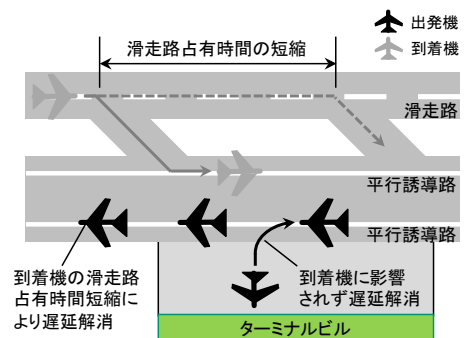 出発機
到着機
滑走路占有時間の短縮
滑走路
平行誘導路
平行誘導路
到着機の滑走路
占有時間短縮に
より遅延解消
到着機に影響
されず遅延解消
ターミナルビル